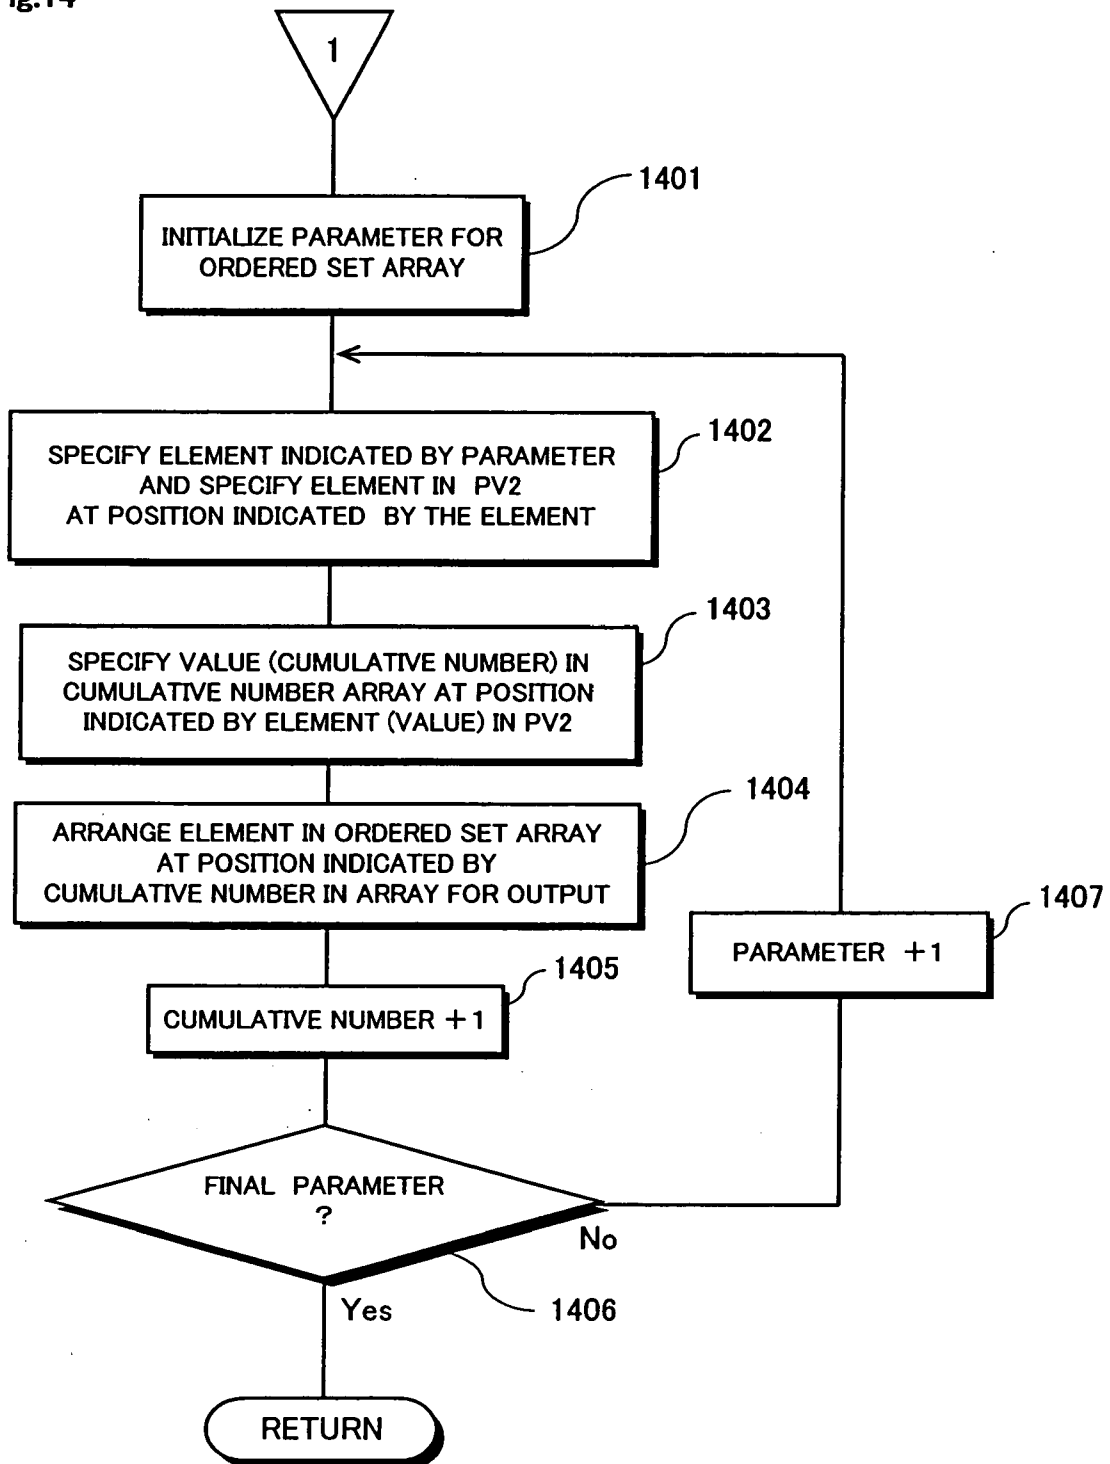 Fig.14
1
1401
INITIALIZE PARAMETER FOR
ORDERED SET ARRAY
1402
SPECIFY ELEMENT INDICATED BY PARAMETER
AND SPECIFY ELEMENT IN PV2
AT POSITION INDICATED BY THE ELEMENT
1403
SPECIFY VALUE (CUMULATIVE NUMBER) IN
CUMULATIVE NUMBER ARRAY AT POSITION
INDICATED BY ELEMENT (VALUE) IN PV2
1404
ARRANGE ELEMENT IN ORDERED SET ARRAY
AT POSITION INDICATED BY
CUMULATIVE NUMBER IN ARRAY FOR OUTPUT
1407
PARAMETER +1
1405
CUMULATIVE NUMBER +1
FINAL PARAMETER
?
No
1406
Yes
RETURN